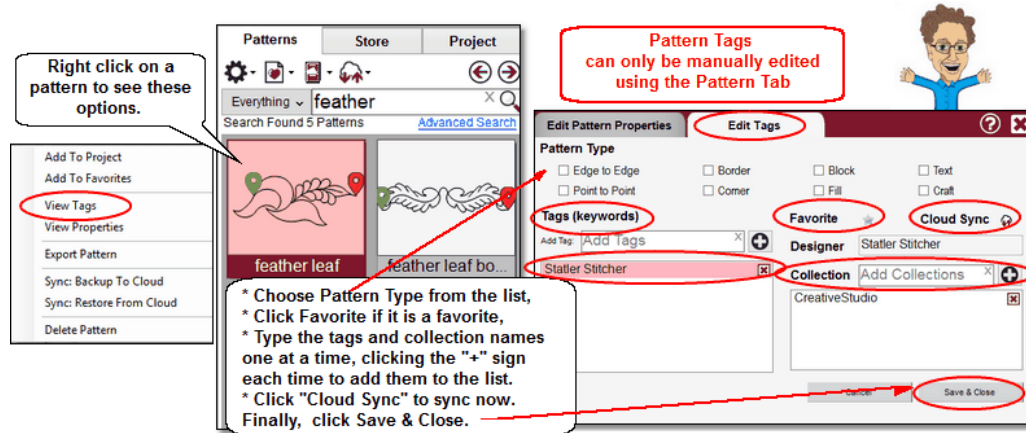 Right click on a
pattern to see these
options.
Add To Project
Add To Favorites
View Tags
View Properties
Export Pattern
Sync: Backup To Cloud
Sync: Restore From Cloud
Delete Pattern
Patterns
Store
Project
Everything
feather
X
Search Found 5 Patterns
Advanced Search
feather leaf
feather leaf bo...
* Choose Pattern Type from the list,
* Click Favorite if it is a favorite,
* Type the tags and collection names
one at a time, clicking the "+" sign
each time to add them to the list.
* Click "Cloud Sync" to sync now.
Finally, click Save & Close.
Pattern Tags
can only be manually edited
using the Pattern Tab
Edit Pattern Properties
Edit Tags
?
Pattern Type
Edge to Edge
Border
Block
Text
Point to Point
Corner
Fill
Craft
Tags (keywords)
Favorite
Cloud Sync
Add Tag:
Add Tags
X
Designer
Statler Stitcher
Statler Stitcher
Collection
Add Collections
X
CreativeStudio
Cancel
Save & Close